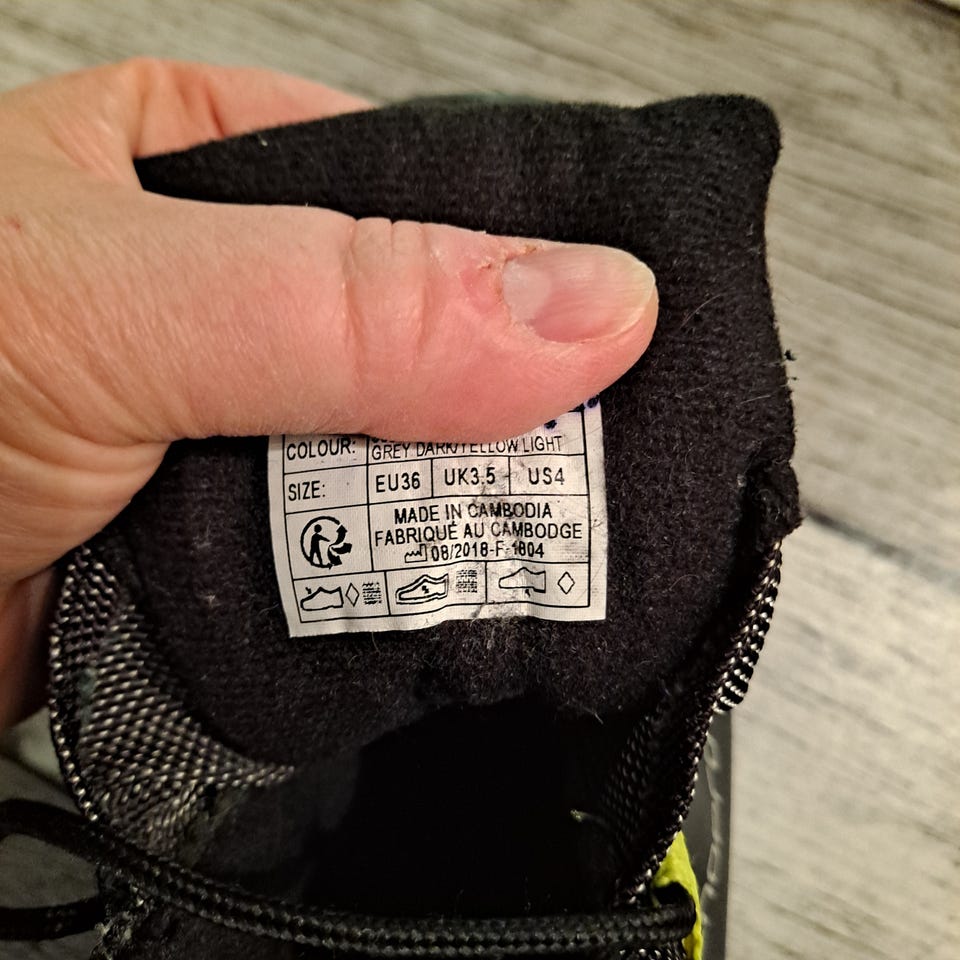 COLOUR: GREY DARK/YELLOW LIGHT
SIZE: EU36 UK3.5 US4
MADE IN CAMBODIA
FABRIQUÉ AU CAMBODGE
08/2018-F-1804